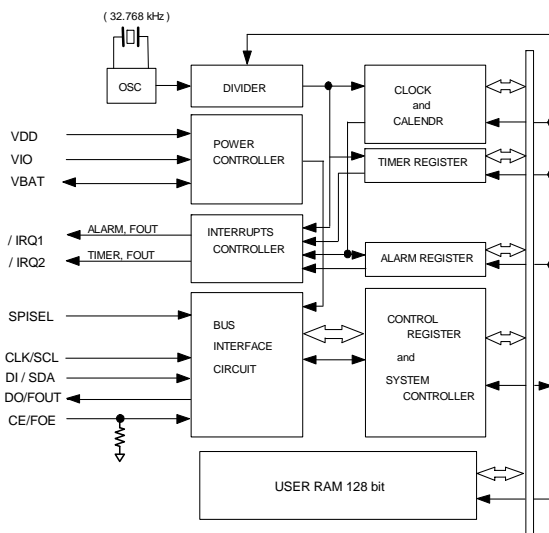 ( 32.768 kHz )
OSC
DIVIDER
CLOCK
and
CALENDR
VDD
VIO
VBAT
POWER
CONTROLLER
TIMER REGISTER
/ IRQ1
ALARM, FOUT
/ IRQ2
TIMER, FOUT
INTERRUPTS
CONTROLLER
ALARM REGISTER
SPISEL
CLK/SCL
DI / SDA
DO/FOUT
CE/FOE
BUS
INTERFACE
CIRCUIT
CONTROL
REGISTER
and
SYSTEM
CONTROLLER
USER RAM 128 bit